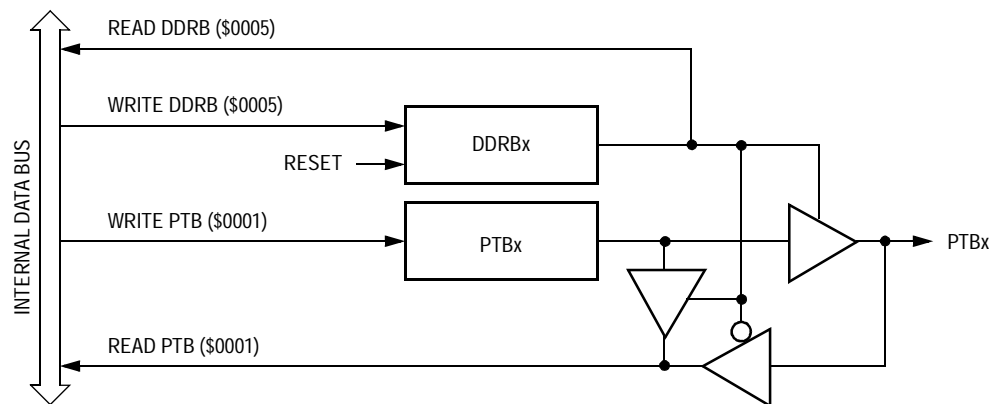 READ DDRB ($0005)
WRITE DDRB ($0005)
DDRBx
RESET
INTERNAL DATA BUS
WRITE PTB ($0001)
PTBx
PTBx
READ PTB ($0001)